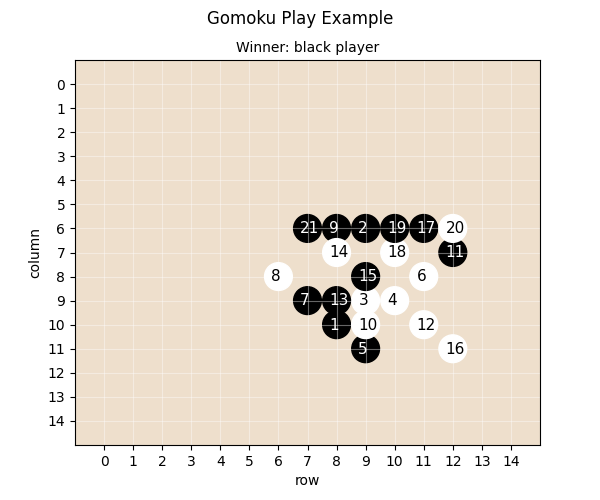 Gomoku Play Example
Winner: black player
0
1
2
3
4
5
6 21 9 2 19 17 20
7 14 18 11
8 8 15 6
9 7 13 3 4
10 1 10 12
11 5 16
12
13
14
column
0 1 2 3 4 5 6 7 8 9 10 11 12 13 14
row